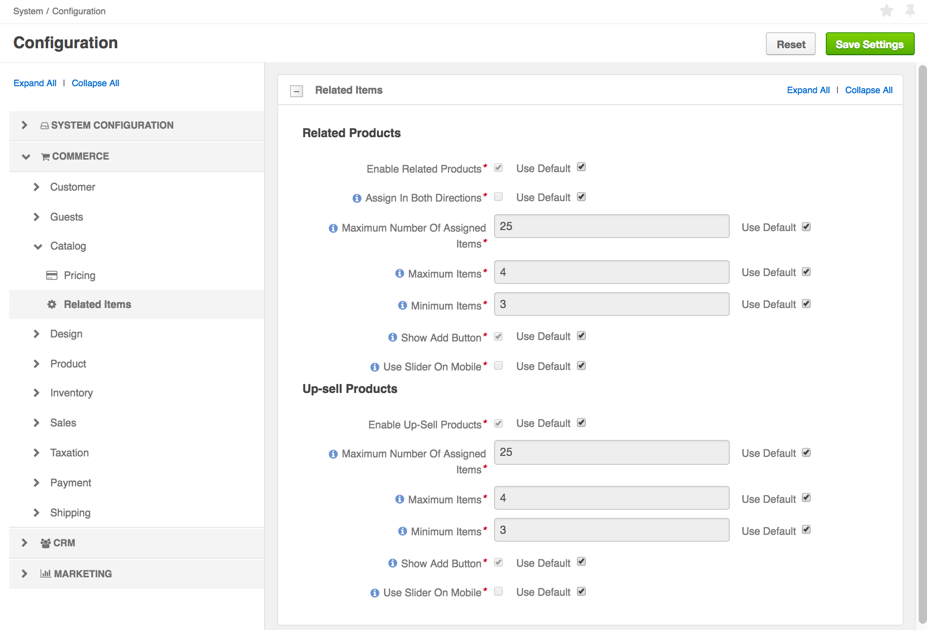 System / Configuration
Configuration
Reset
Save Settings
Expand All | Collapse All
SYSTEM CONFIGURATION
COMMERCE
Customer
Guests
Catalog
Pricing
Related Items
Design
Product
Inventory
Sales
Taxation
Payment
Shipping
CRM
MARKETING
Related Items
Expand All | Collapse All
Related Products
Enable Related Products* Use Default
Assign In Both Directions* Use Default
Maximum Number Of Assigned
Items* 25 Use Default
Maximum Items* 4 Use Default
Minimum Items* 3 Use Default
Show Add Button* Use Default
Use Slider On Mobile* Use Default
Up-sell Products
Enable Up-Sell Products* Use Default
Maximum Number Of Assigned
Items* 25 Use Default
Maximum Items* 4 Use Default
Minimum Items* 3 Use Default
Show Add Button* Use Default
Use Slider On Mobile* Use Default